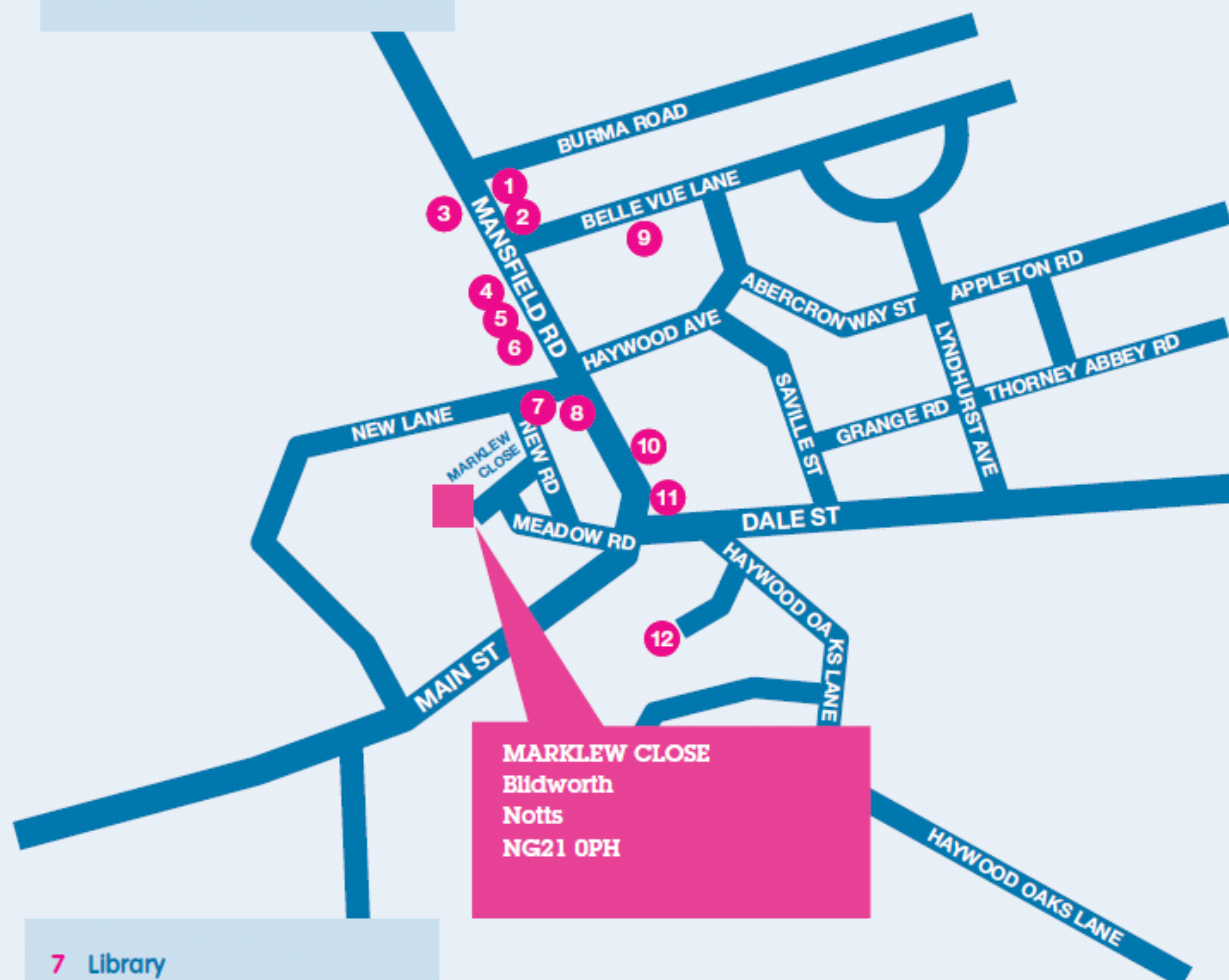 BURMA ROAD
1
BELLE VUE LANE
2
3
MANSFIELD RD
9
4
ABERCRONWAY ST
APPLETON RD
5
HAYWOOD AVE
6
LYNDHURST AVE
THORNEY ABBEY RD
SAVILLE ST
GRANGE RD
NEW LANE
7
8
NEW RD
MARKLEW
CLOSE
10
11
MEADOW RD
DALE ST
HAYWOOD OAKS LANE
12
MAIN ST
MARKLEW CLOSE
Blidworth
Notts
NG21 0PH
HAYWOOD OAKS LANE
7 Library